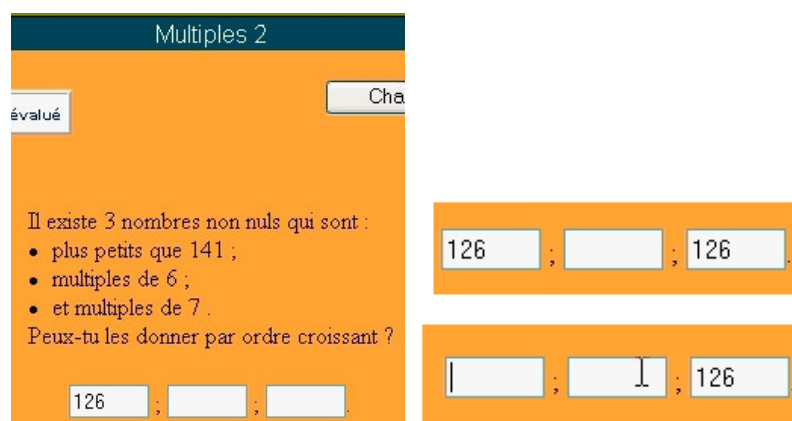 Multiples 2
Cha
évalué
Il existe 3 nombres non nuls qui sont :
• plus petits que 141 ;
• multiples de 6 ;
• et multiples de 7 .
Peux-tu les donner par ordre croissant ?
126 ; ; .
126 ; ; 126 .
; ; 126